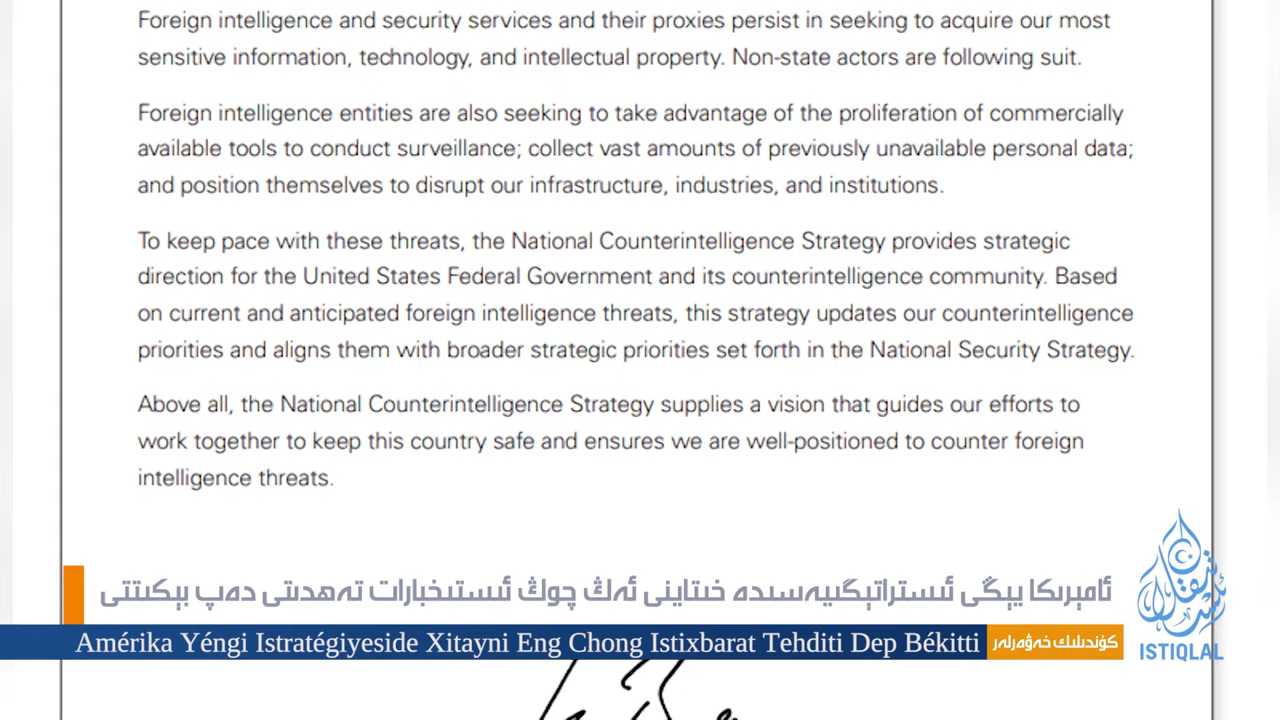 Foreign intelligence and security services and their proxies persist in seeking to acquire our most
sensitive information, technology, and intellectual property. Non-state actors are following suit.
Foreign intelligence entities are also seeking to take advantage of the proliferation of commercially
available tools to conduct surveillance; collect vast amounts of previously unavailable personal data;
and position themselves to disrupt our infrastructure, industries, and institutions.
To keep pace with these threats, the National Counterintelligence Strategy provides strategic
direction for the United States Federal Government and its counterintelligence community. Based
on current and anticipated foreign intelligence threats, this strategy updates our counterintelligence
priorities and aligns them with broader strategic priorities set forth in the National Security Strategy.
Above all, the National Counterintelligence Strategy supplies a vision that guides our efforts to
work together to keep this country safe and ensures we are well-positioned to counter foreign
intelligence threats.
ئامېرىكا يېڭى ئىستراتېگىيەسىدە خىتاينى ئەڭ چوڭ ئىستىخبارات تەھدىتى دەپ بېكىتتى
Amérika Yéngi Istratégiyeside Xitayni Eng Chong Istixbarat Tehditi Dep Békitti
كۈندىلىك خەۋەرلەر
ISTIQLAL